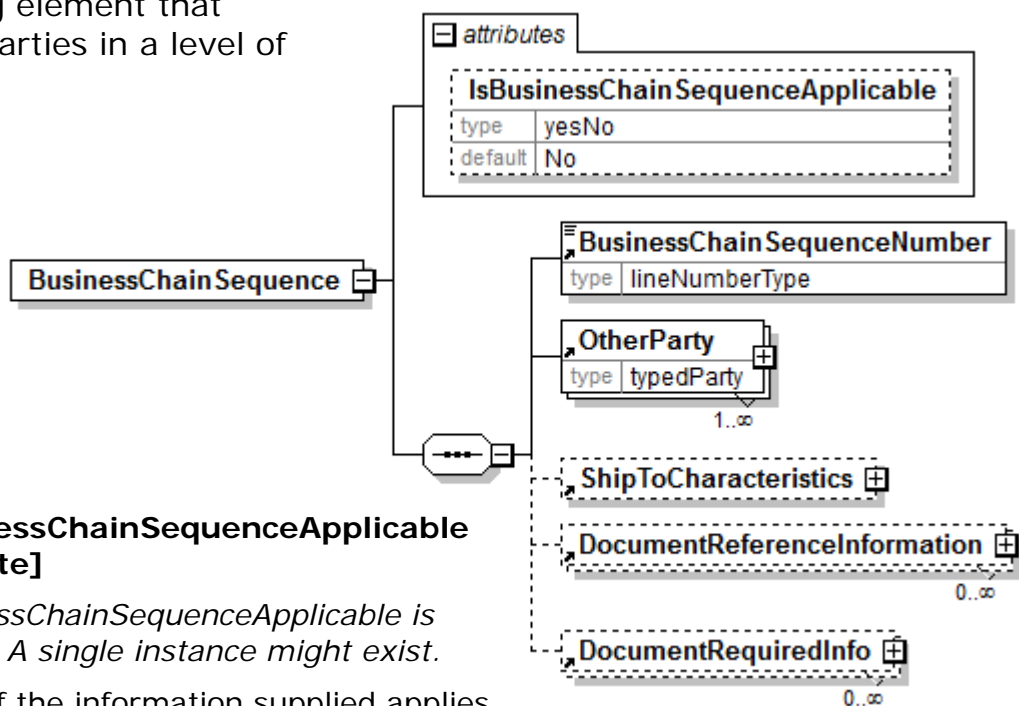 element that
arties in a level of
attributes
IsBusinessChainSequenceApplicable
type yesNo
default No
BusinessChainSequence
BusinessChainSequenceNumber
type lineNumberType
OtherParty
type typedParty
1..∞
ShipToCharacteristics
DocumentReferenceInformation
0..∞
DocumentRequiredInfo
0..∞
essChainSequenceApplicable
te]
ssChainSequenceApplicable is
A single instance might exist.
f the information supplied applies